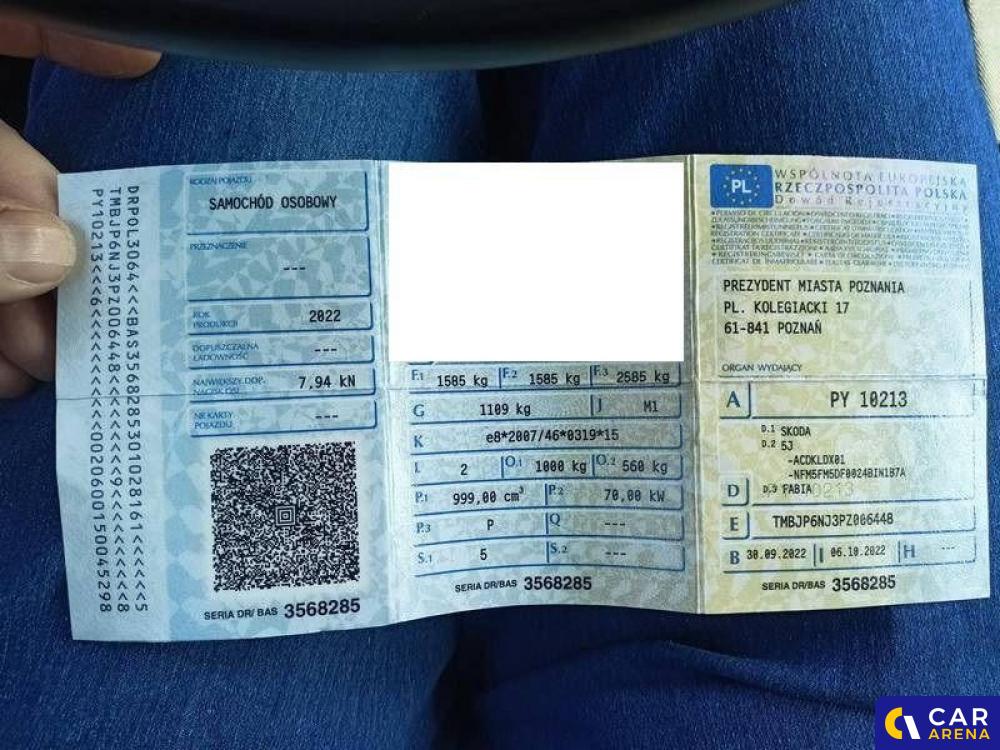 DRPOL3064<<BAS3568285301028161<<<<<5
TMBJP6NJ3PZ006448<<<<<<<<<9<<<<<<<<8
PY10213<<6<<<<<<<<<<0020600150045298
RODZAJ POJAZDU
SAMOCHÓD OSOBOWY
PRZEZNACZENIE
---
ROK
PRODUKCJI
2022
DOPUSZCZALNA
ŁADOWNOŚĆ
---
NAJWIĘKSZY DOP.
NACISK OSI
7,94 kN
NR KARTY
POJAZDU
---
SERIA DR/BAS 3568285
F.1 1585 kg F.2 1585 kg F.3 2585 kg
G 1109 kg J M1
K e8*2007/46*0319*15
L 2 O.1 1000 kg O.2 560 kg
P.1 999,00 cm³ P.2 70,00 kW
P.3 P Q ---
S.1 5 S.2 ---
SERIA DR/BAS 3568285
PL
WSPÓLNOTA EUROPEJSKA
RZECZPOSPOLITA POLSKA
Dowód Rejestracyjny
PREZYDENT MIASTA POZNANIA
PL. KOLEGIACKI 17
61-841 POZNAŃ
ORGAN WYDAJĄCY
A PY 10213
D.1 SKODA
D.2 5J
-ACDKLDX01
-NFM5FM5DF0024BIN1B7A
D D.3 FABIA
E TMBJP6NJ3PZ006448
B 30.09.2022 I 06.10.2022 H ---
SERIA DR/BAS 3568285
CAR
ARENA